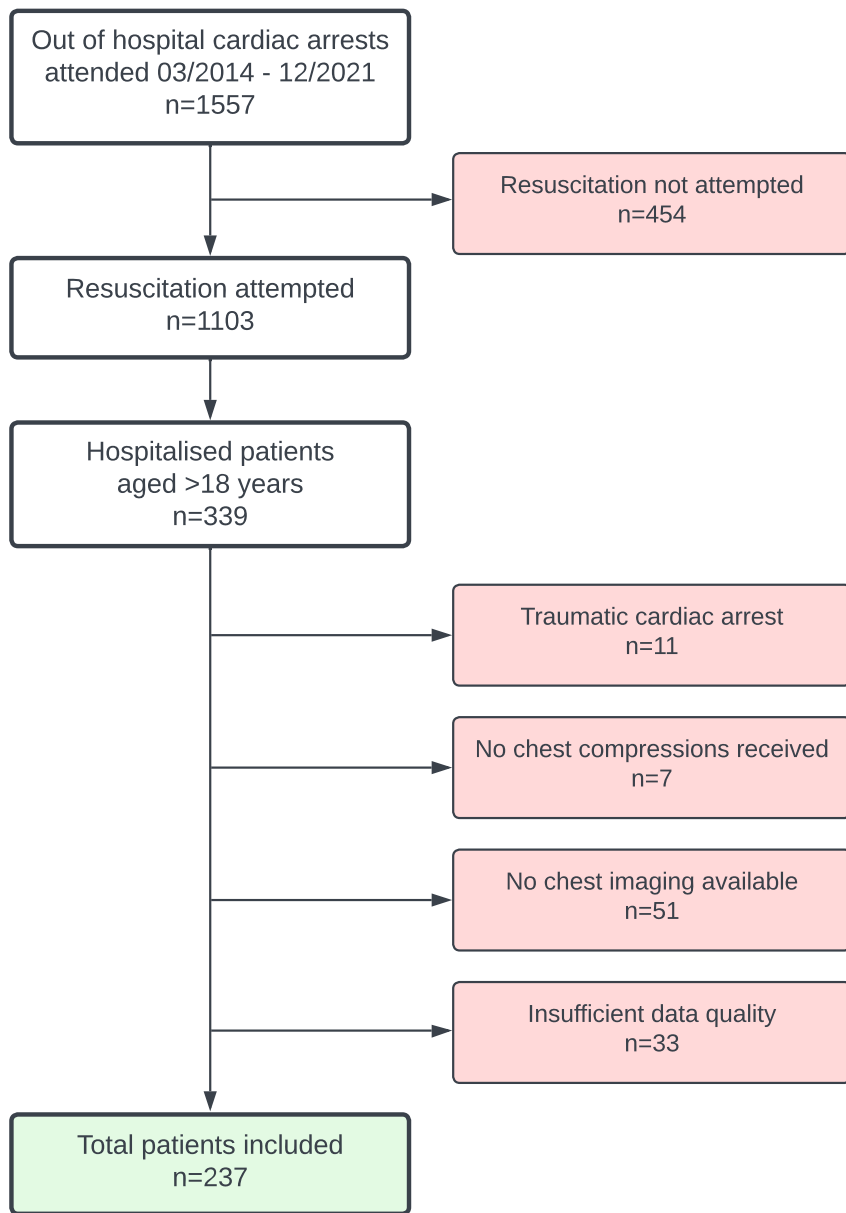 Out of hospital cardiac arrests
attended 03/2014 - 12/2021
n=1557
Resuscitation not attempted
n=454
Resuscitation attempted
n=1103
Hospitalised patients
aged >18 years
n=339
Traumatic cardiac arrest
n=11
No chest compressions received
n=7
No chest imaging available
n=51
Insufficient data quality
n=33
Total patients included
n=237